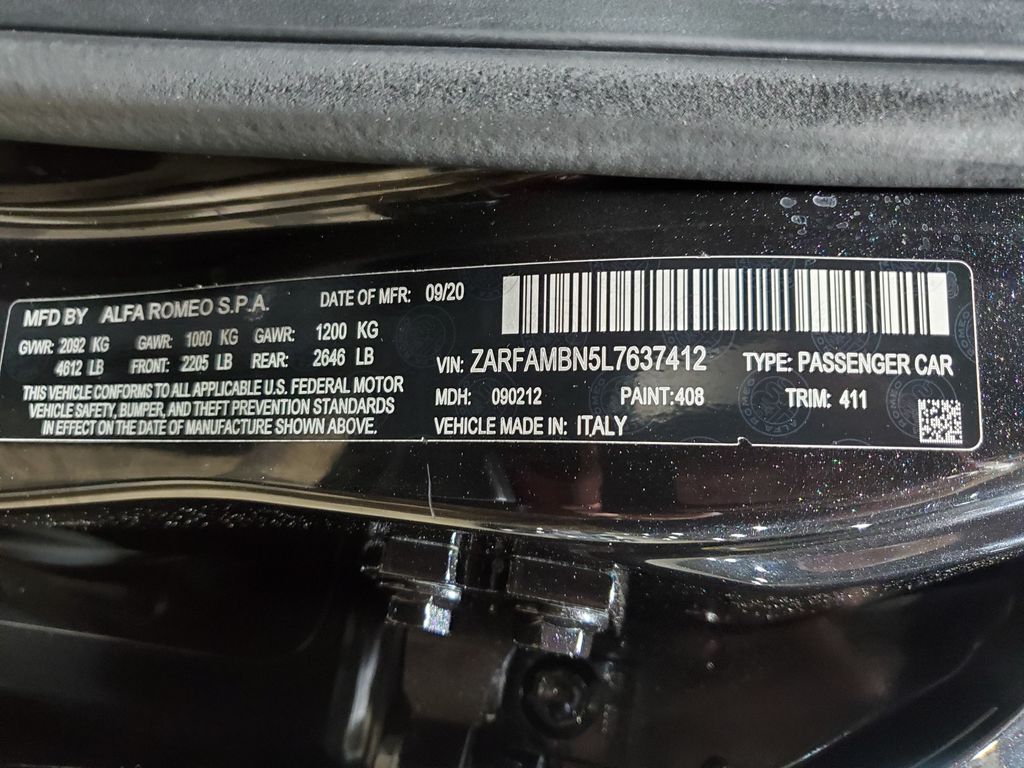 MFD BY ALFA ROMEO S.P.A. DATE OF MFR: 09/20
GVWR: 2092 KG GAWR: 1000 KG GAWR: 1200 KG
4612 LB FRONT: 2205 LB REAR: 2646 LB
THIS VEHICLE CONFORMS TO ALL APPLICABLE U.S. FEDERAL MOTOR
VEHICLE SAFETY, BUMPER, AND THEFT PREVENTION STANDARDS
IN EFFECT ON THE DATE OF MANUFACTURE SHOWN ABOVE.
VIN: ZARFAMBN5L7637412 TYPE: PASSENGER CAR
MDH: 090212 PAINT:408 TRIM: 411
VEHICLE MADE IN: ITALY